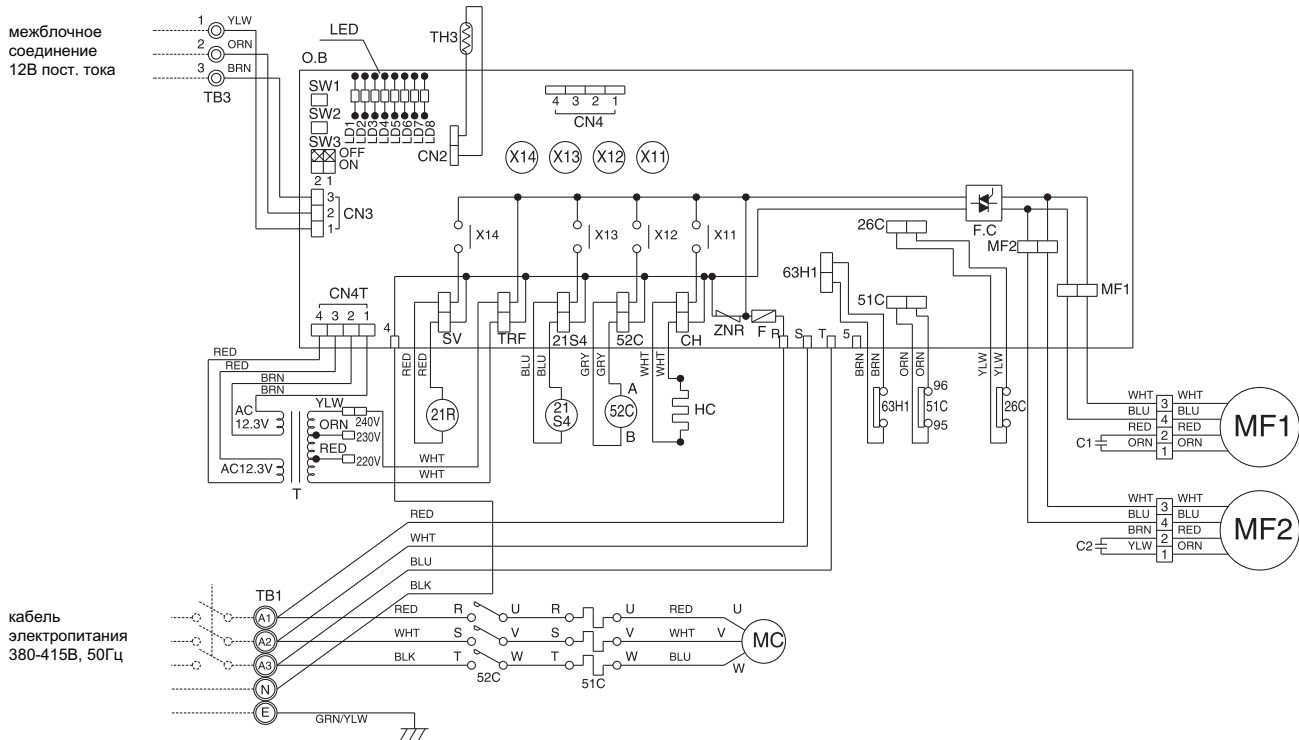 межблочное
соединение
12В пост. тока
1 YLW
2 ORN
3 BRN
TB3
O.B
LED
TH3
SW1
SW2
SW3
OFF
ON
2 1
LD1
LD2
LD3
LD4
LD5
LD6
LD7
LD8
CN2
4 3 2 1
CN4
X14 X13 X12 X11
3
2
1
CN3
X14 X13 X12 X11
F.C
26C
MF2
63H1
51C
MF1
CN4T
4 3 2 1
4
SV TRF 21S4 52C CH ZNR F R S T 5
RED
RED
BRN
BRN
RED RED BLU BLU GRY GRY WHT WHT BRN BRN ORN ORN YLW YLW
AC
12.3V
AC12.3V
T
YLW
240V
ORN
230V
RED
220V
21R
21
S4
A
52C
B
HC
63H1
96
51C
95
26C
WHT
WHT
WHT 3 WHT
BLU 4 BLU
RED 2 RED
ORN 1 ORN
C1
MF1
WHT 3 WHT
BLU 4 BLU
BRN 2 RED
YLW 1 ORN
C2
MF2
RED
WHT
BLU
BLK
кабель
электропитания
380-415В, 50Гц
TB1
A1 RED R U R U RED U
A2 WHT S V S V WHT V
A3 BLK T W T W BLU W
52C 51C
MC
N
E
GRN/YLW